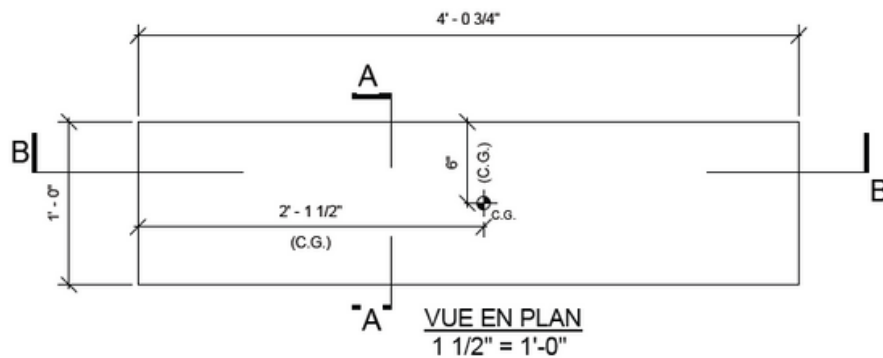 4' - 0 3/4"
A
B
6"
(C.G.)
1' - 0"
2' - 1 1/2"
(C.G.)
C.G.
B
A
VUE EN PLAN
1 1/2" = 1'-0"